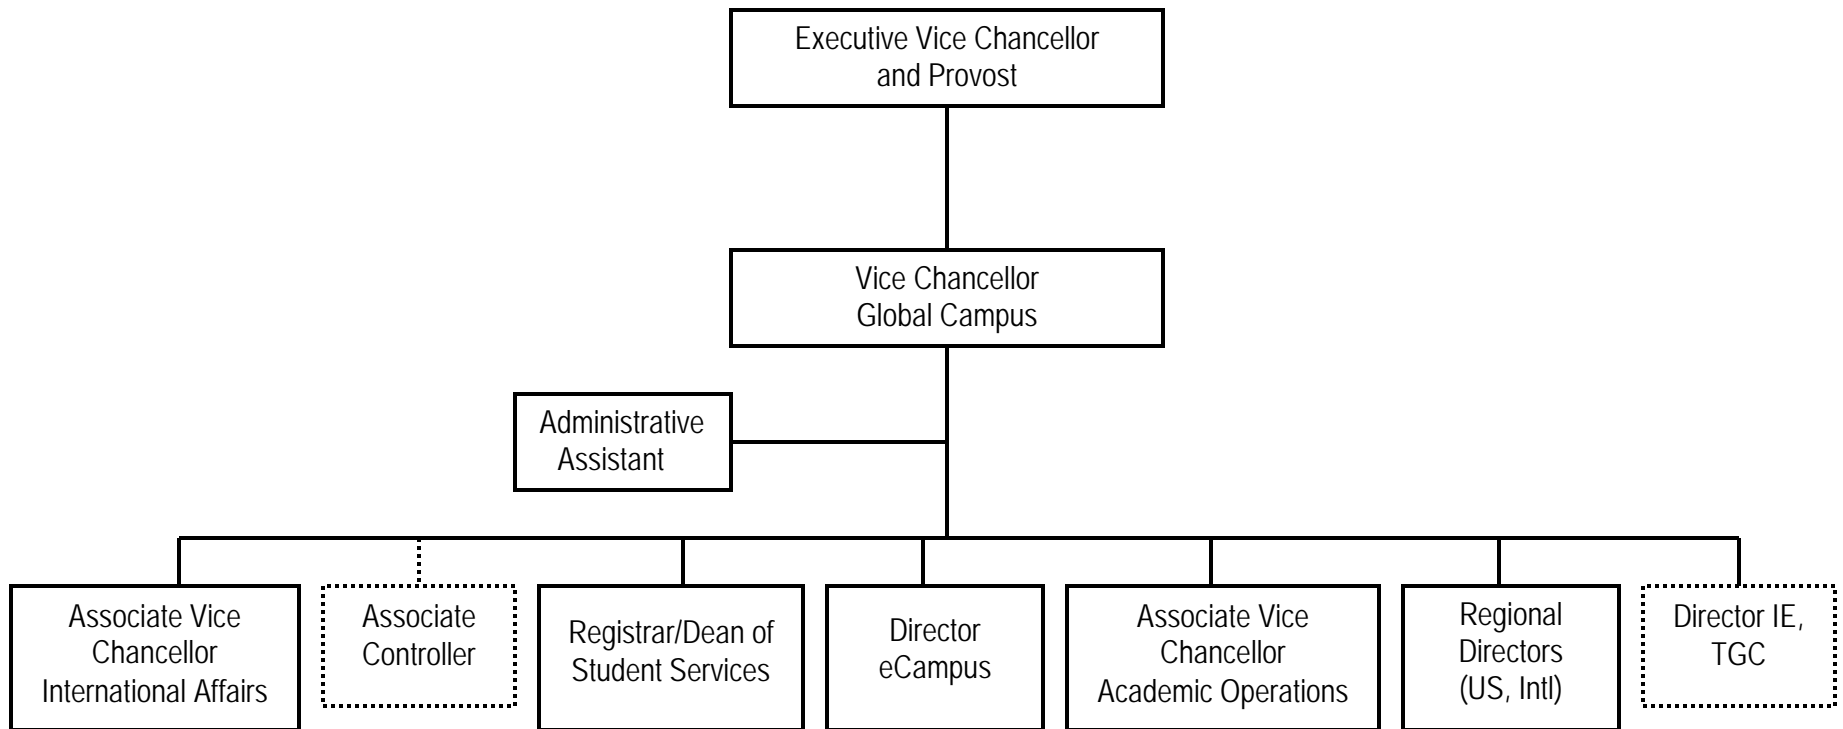 Executive Vice Chancellor
and Provost
Vice Chancellor
Global Campus
Administrative
Assistant
Associate Vice
Chancellor
International Affairs
Associate
Controller
Registrar/Dean of
Student Services
Director
eCampus
Associate Vice
Chancellor
Academic Operations
Regional
Directors
(US, Intl)
Director IE,
TGC